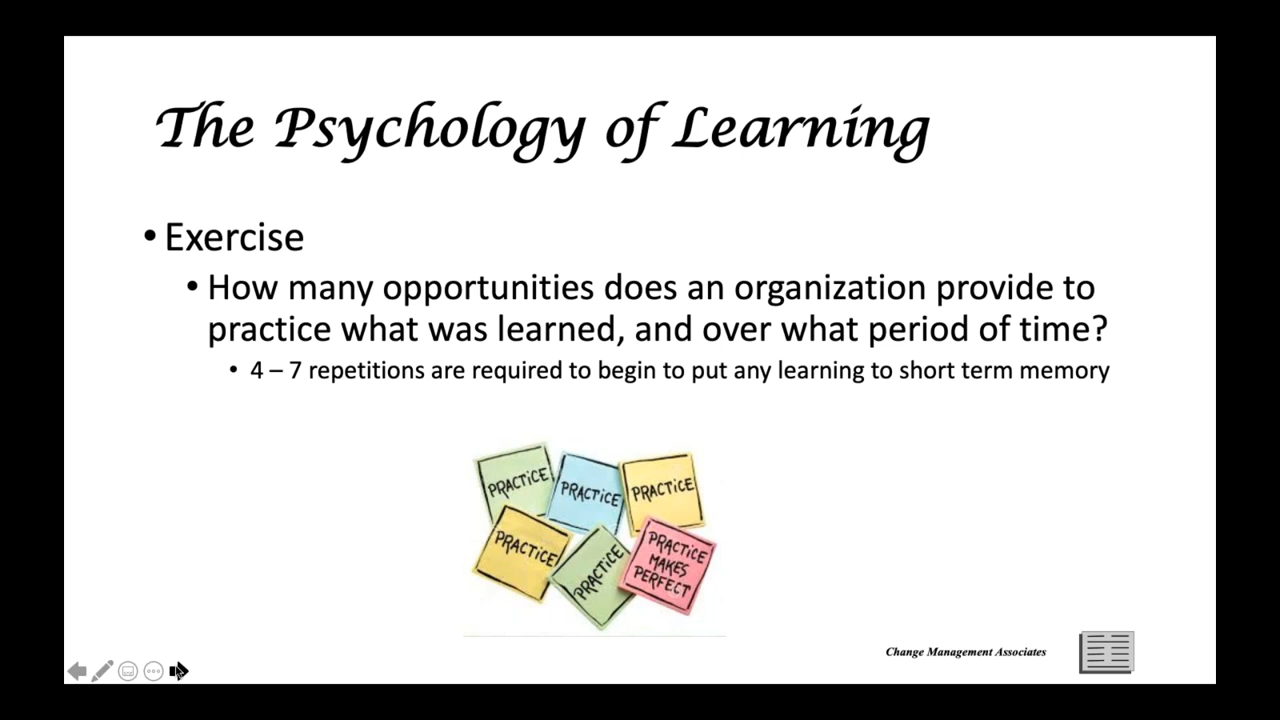 The Psychology of Learning
• Exercise
• How many opportunities does an organization provide to
practice what was learned, and over what period of time?
• 4 – 7 repetitions are required to begin to put any learning to short term memory
PRACTiCE
PRACTiCE
PRACTiCE
PRACTiCE
PRACTiCE
PRACTiCE
MAKES
PERFECT
Change Management Associates